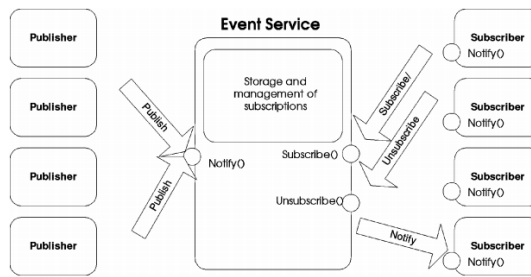 Event Service
Publisher
Publisher
Publisher
Publisher
Publish
Publish
Storage and
management of
subscriptions
Notify()
Subscribe()
Unsubscribe()
Subscribe/
Unsubscribe
Notify
Subscriber
Notify()
Subscriber
Notify()
Subscriber
Notify()
Subscriber
Notify()